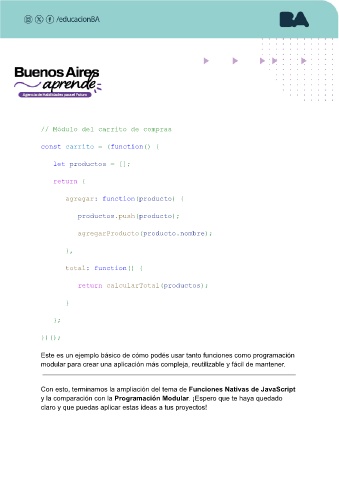 /educacionBA
BA
Buenos Aires
aprende
Agencia de Habilidades para el Futuro
// Módulo del carrito de compras
const carrito = (function() {
let productos = [];
return {
agregar: function(producto) {
productos.push(producto);
agregarProducto(producto.nombre);
},
total: function() {
return calcularTotal(productos);
}
};
})();
Este es un ejemplo básico de cómo podés usar tanto funciones como programación
modular para crear una aplicación más compleja, reutilizable y fácil de mantener.
Con esto, terminamos la ampliación del tema de Funciones Nativas de JavaScript
y la comparación con la Programación Modular. ¡Espero que te haya quedado
claro y que puedas aplicar estas ideas a tus proyectos!